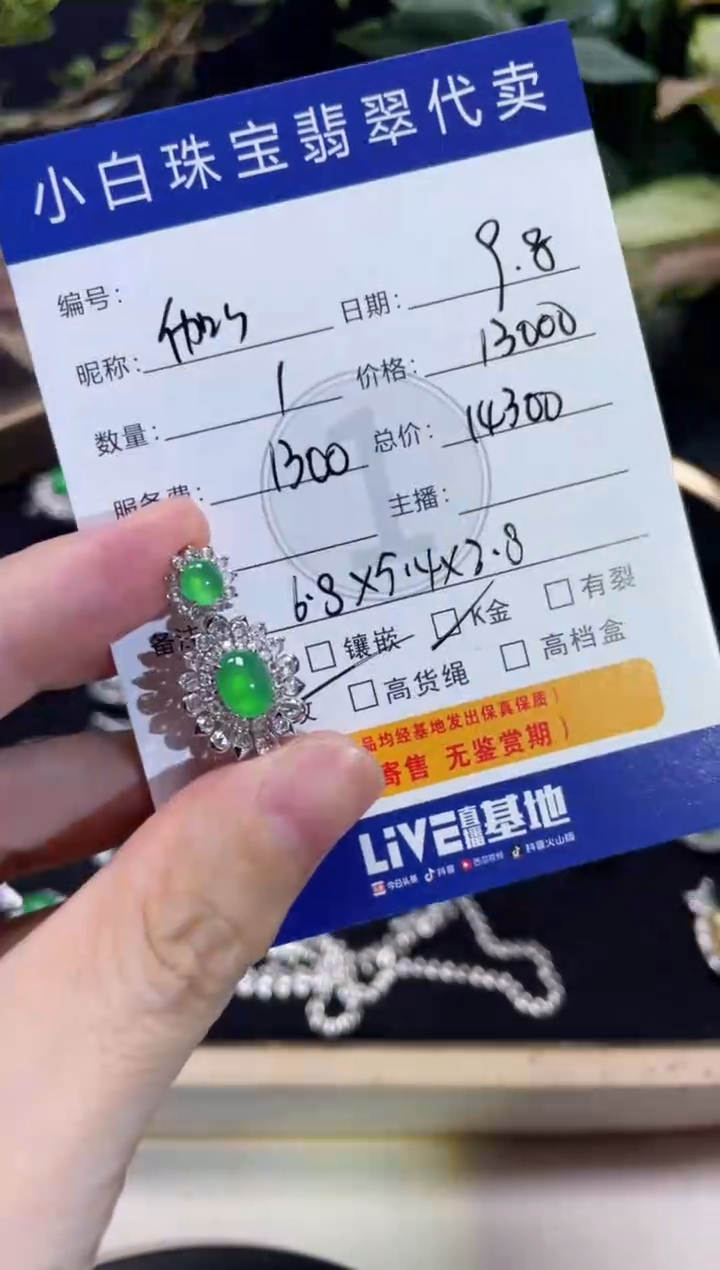 小白珠宝翡翠代卖
编号：
日期： 9.8
昵称：
价格： 13000
数量： 1
总价： 14300
服务费： 1300
主播：
6.8×5.4×3.8
备注
镶嵌 K金 有裂
高货绳 高档盒
品均经基地发出保真保质）
寄售 无鉴赏期）
LiVE直播基地
今日头条 抖音 西瓜视频 抖音火山版